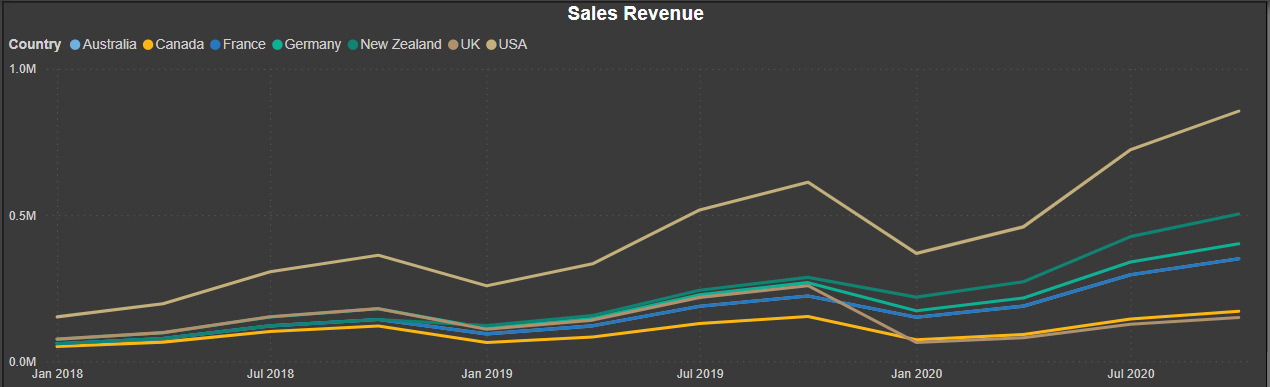 Sales Revenue
Country Australia Canada France Germany New Zealand UK USA
1.0M
0.5M
0.0M
Jan 2018 Jul 2018 Jan 2019 Jul 2019 Jan 2020 Jul 2020